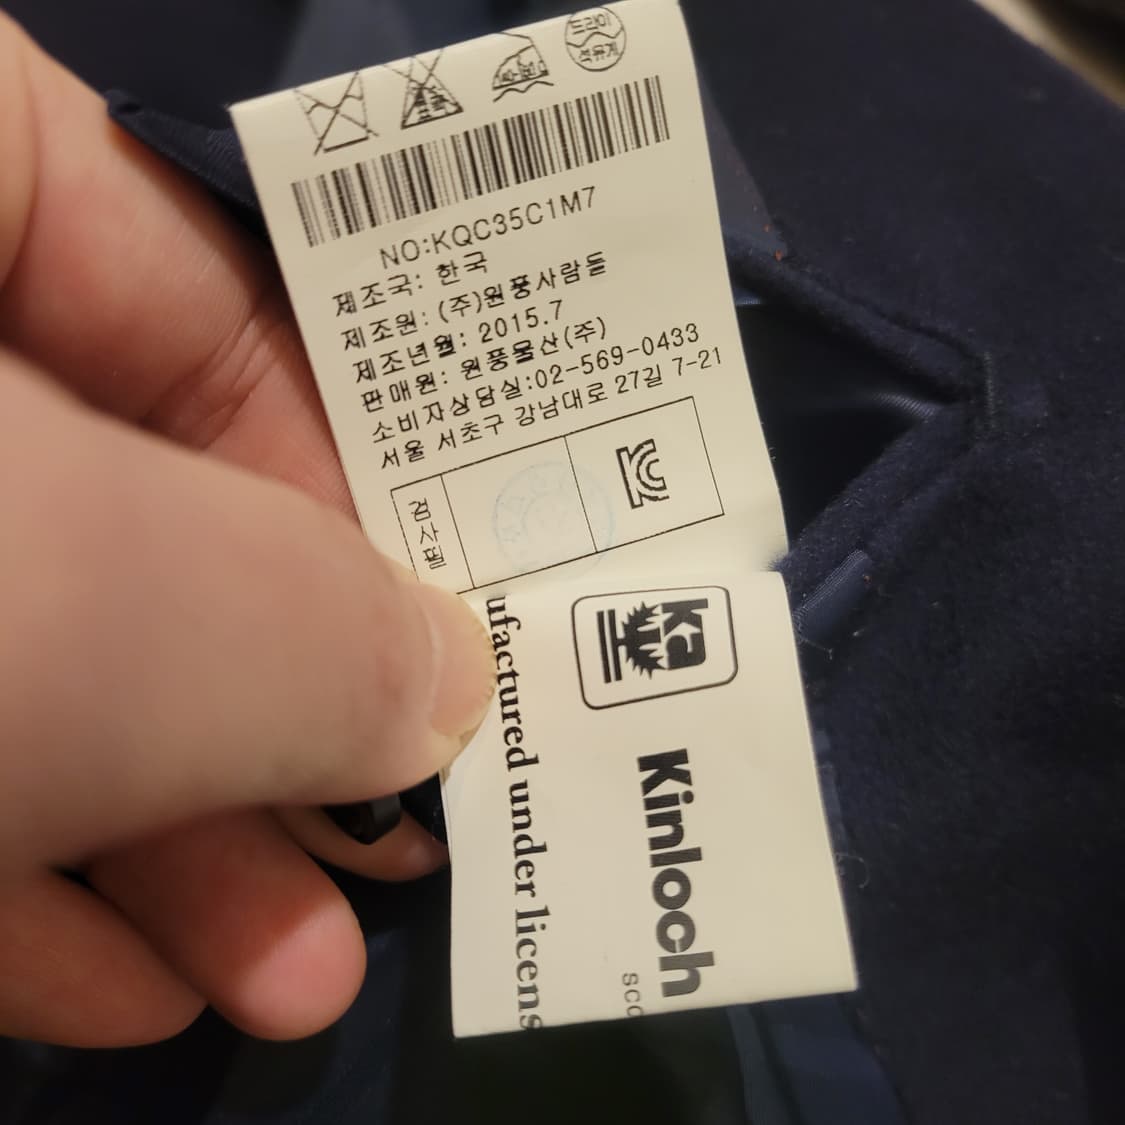 드라이
석유계
NO:KQC35C1M7
제조국: 한국
제조원: (주)원풍사람들
제조년월: 2015.7
판매원: 원풍물산(주)
소비자상담실:02-569-0433
서울 서초구 강남대로 27길 7-21
검사필
ka
Kinloch
SCO
ufactured under licens